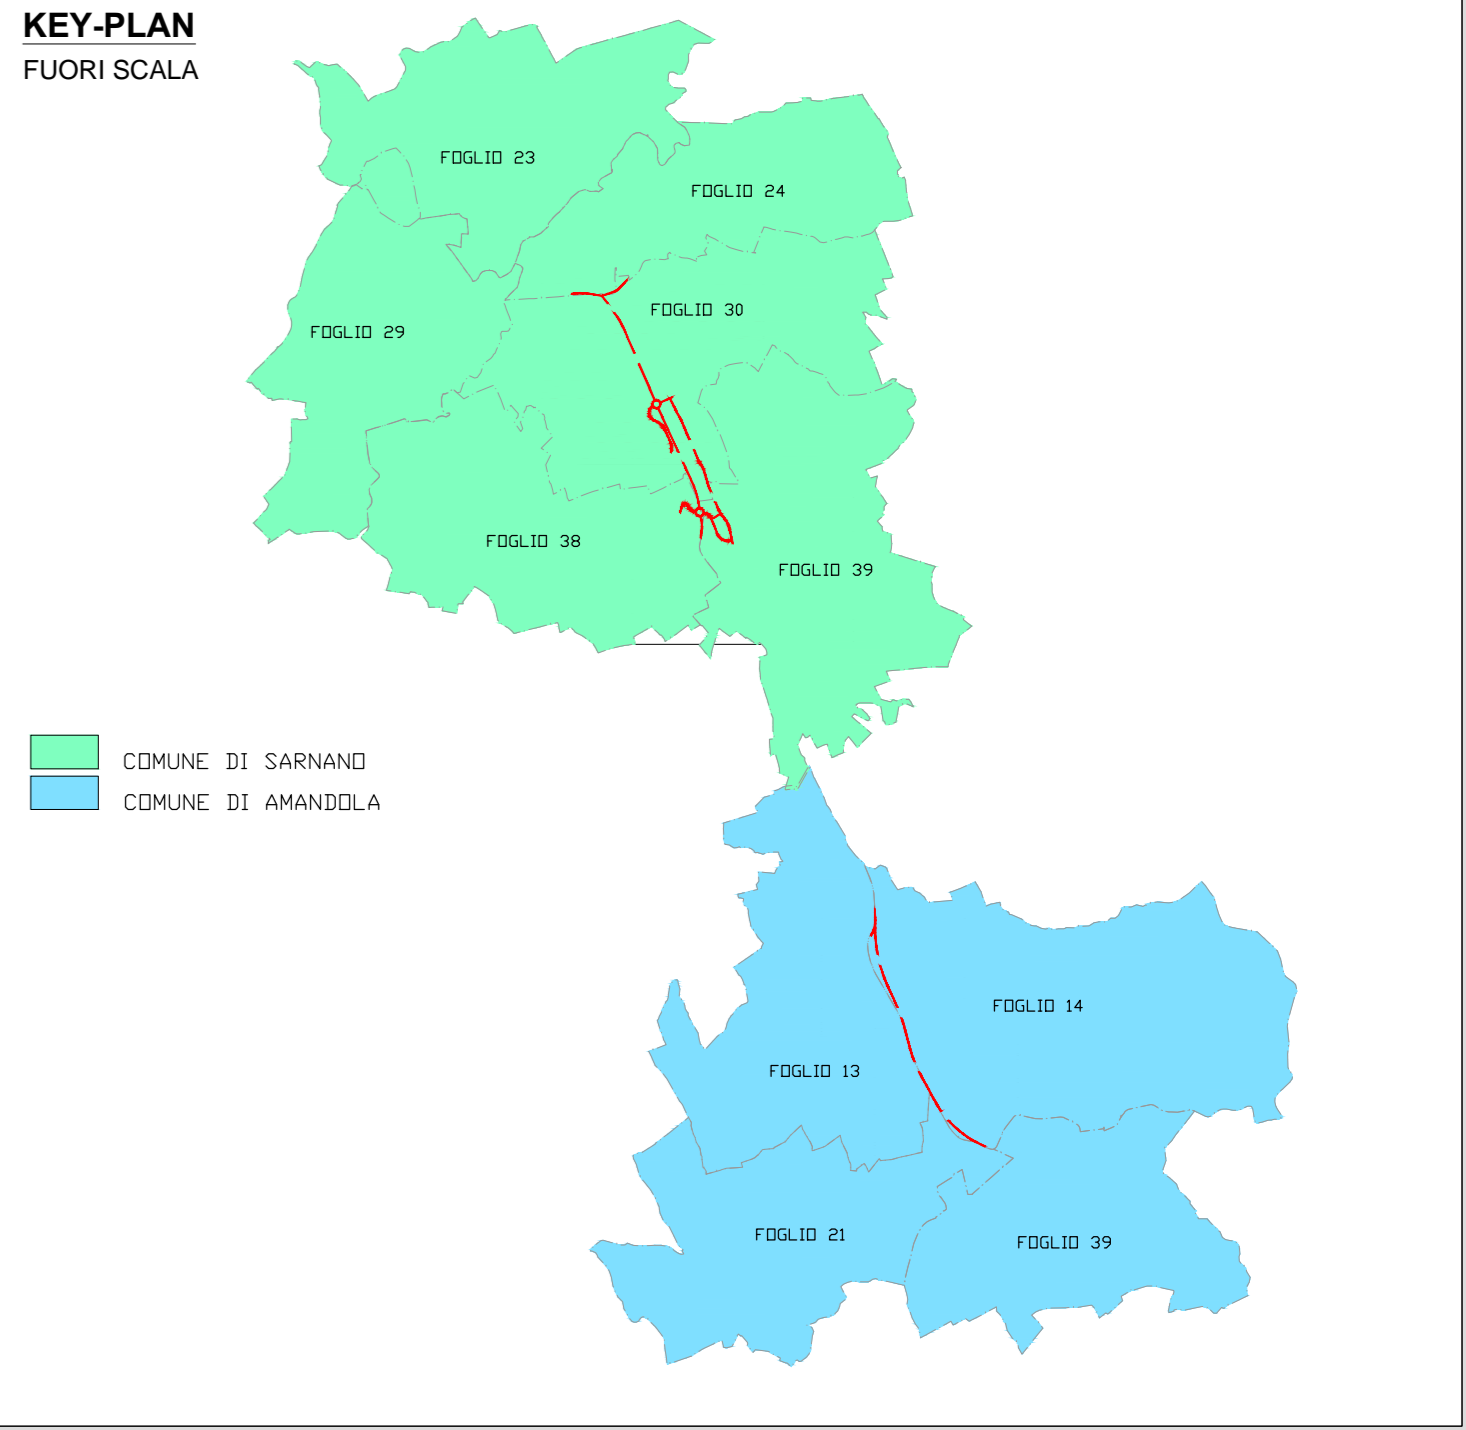 KEY-PLAN
FUORI SCALA
FOGLIO 23
FOGLIO 24
FOGLIO 30
FOGLIO 29
FOGLIO 38
FOGLIO 39
COMUNE DI SARNANO
COMUNE DI AMANDOLA
FOGLIO 14
FOGLIO 13
FOGLIO 21
FOGLIO 39